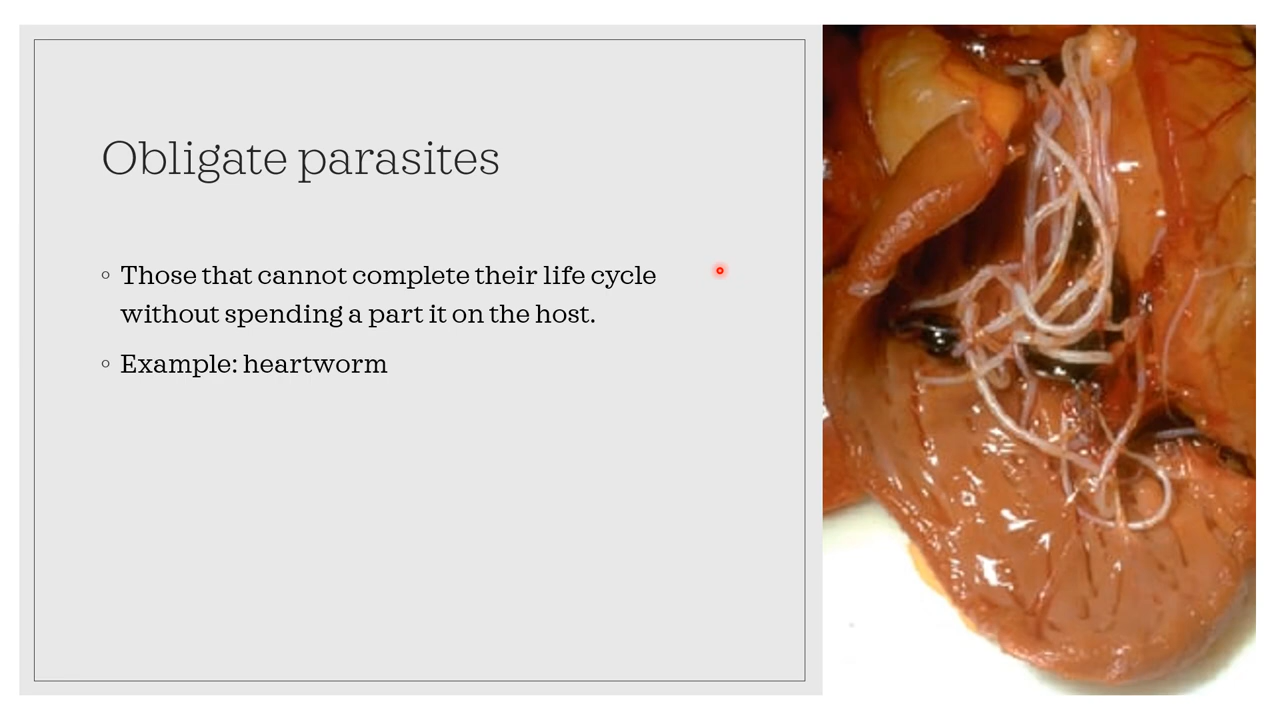 Obligate parasites
◦ Those that cannot complete their life cycle
without spending a part it on the host.
◦ Example: heartworm